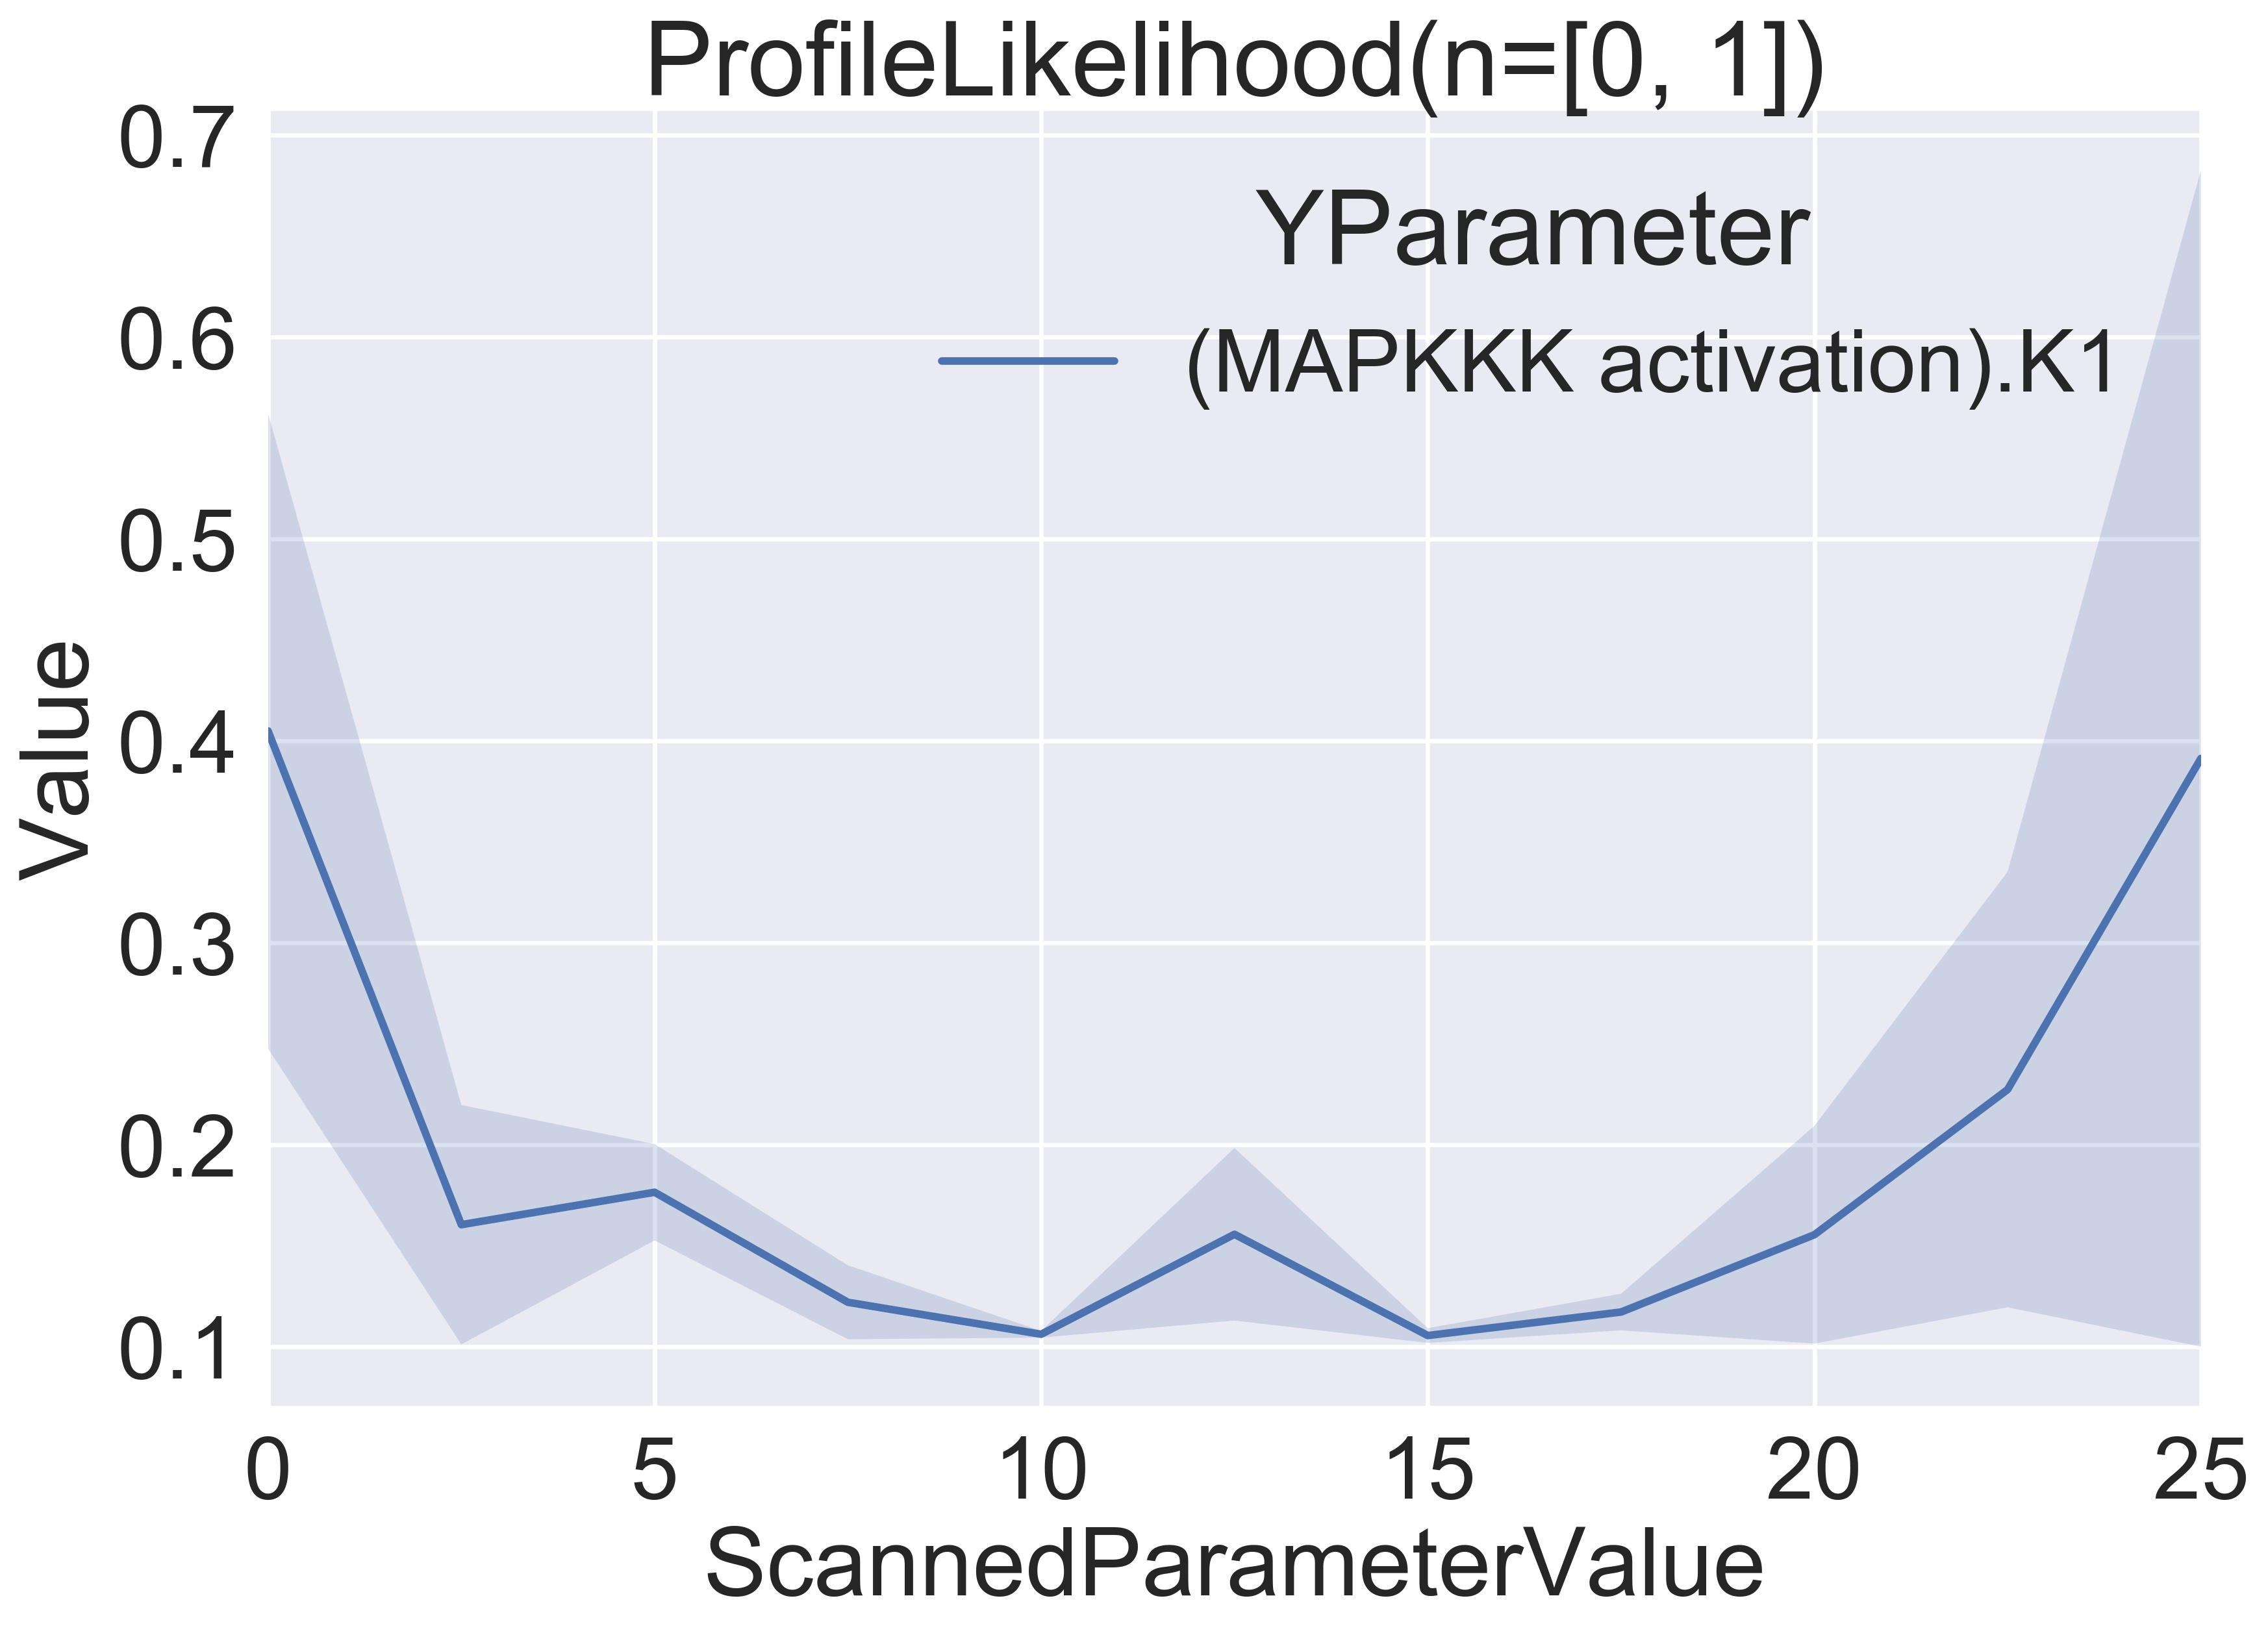 ProfileLikelihood(n=[0, 1])
0.7
0.6
0.5
0.4
0.3
0.2
0.1
Value
YParameter
(MAPKKK activation).K1
0 5 10 15 20 25
ScannedParameterValue